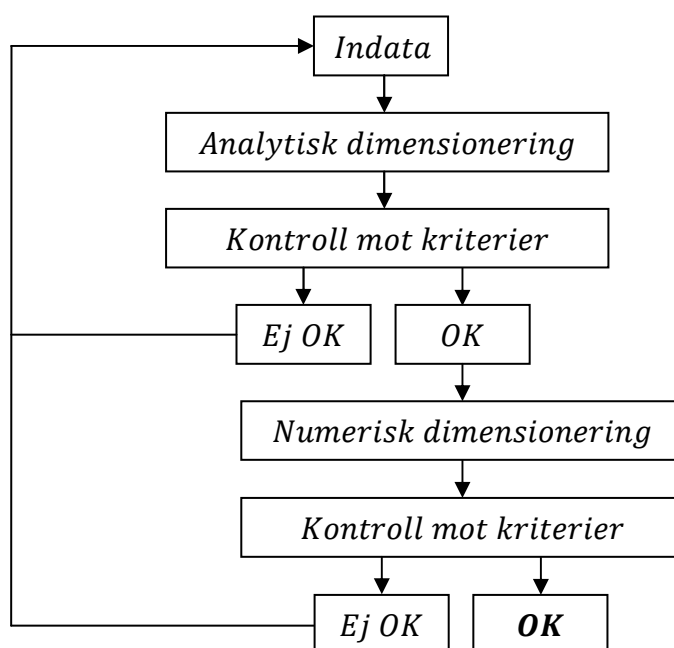 Indata
Analytisk dimensionering
Kontroll mot kriterier
Ej OK
OK
Numerisk dimensionering
Kontroll mot kriterier
Ej OK
OK